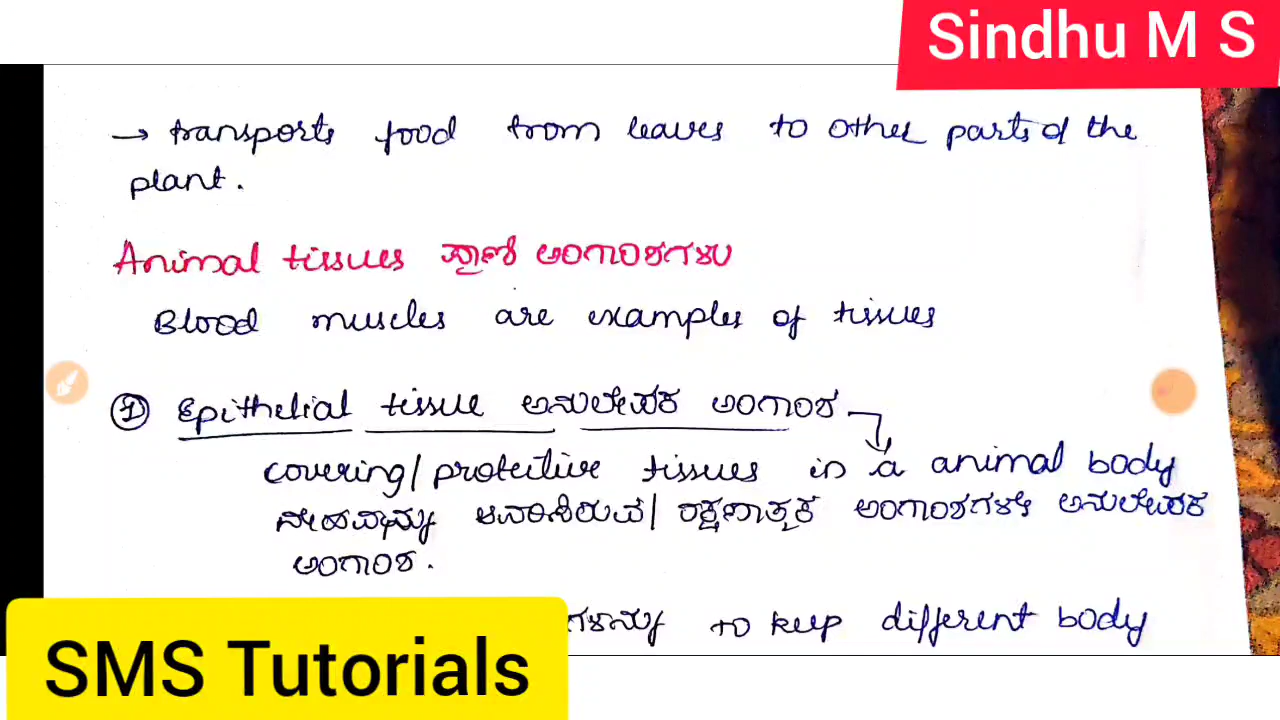 Sindhu M S
→ transports food from leaves to other parts of the
plant.
Animal tissues ಪ್ರಾಣಿ ಅಂಗಾಂಶಗಳು
Blood muscles are examples of tissues
① Epithelial tissue ಅನುಲೇಪಕ ಅಂಗಾಂಶ
covering/protective tissues in a animal body
ದೇಹವನ್ನು ಆವರಿಸಿರುವ/ ರಕ್ಷಣಾತ್ಮಕ ಅಂಗಾಂಶಗಳೇ ಅನುಲೇಪಕ
ಅಂಗಾಂಶ.
ಗಳನ್ನು to keep different body
SMS Tutorials